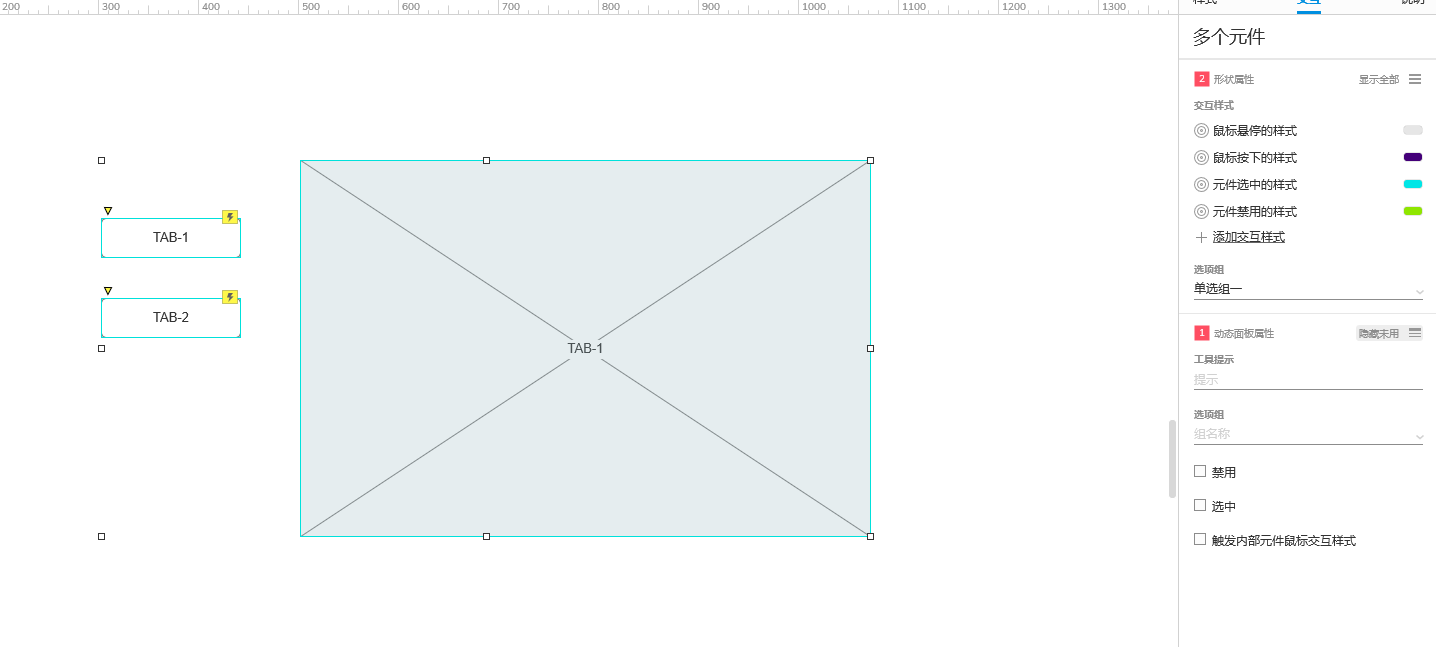 200 300 400 500 600 700 800 900 1000 1100 1200 1300
样式 交互 说明
多个元件
2 形状属性 显示全部
交互样式
鼠标悬停的样式
鼠标按下的样式
元件选中的样式
元件禁用的样式
添加交互样式
选项组
单选组一
1 动态面板属性 隐藏未用
工具提示
提示
选项组
组名称
禁用
选中
触发内部元件鼠标交互样式
TAB-1
TAB-2
TAB-1